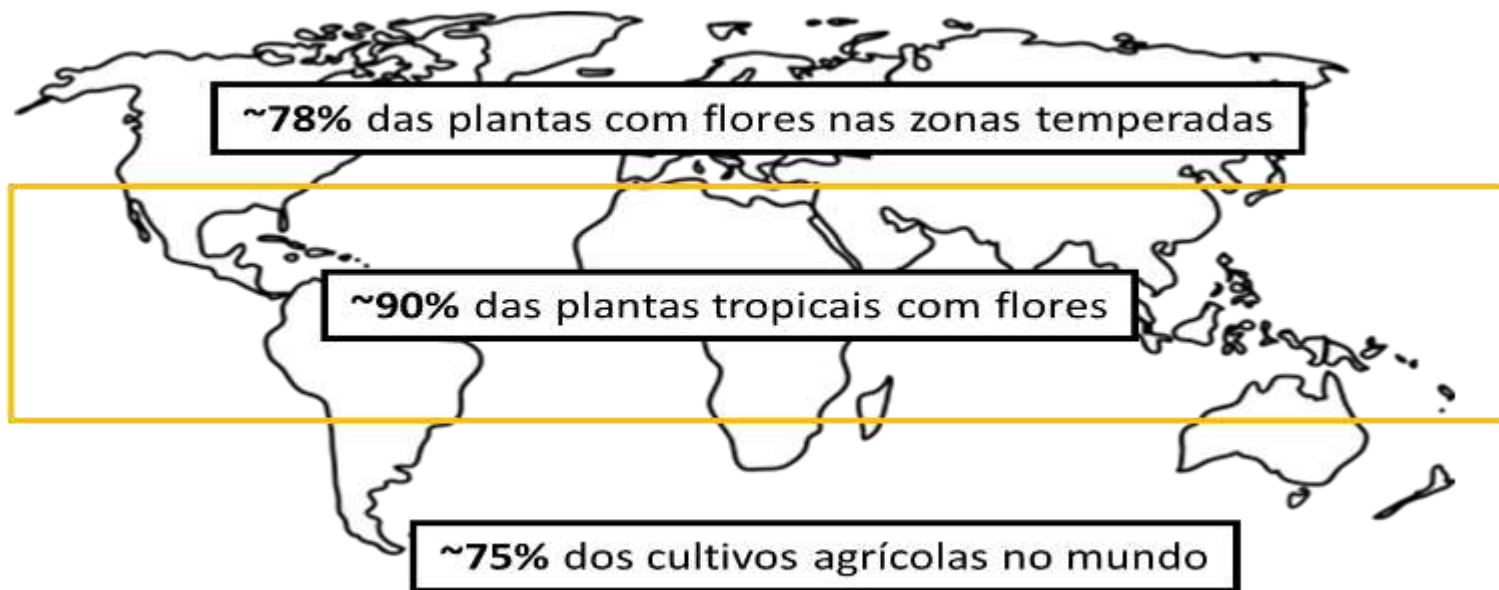 ~78% das plantas com flores nas zonas temperadas
~90% das plantas tropicais com flores
~75% dos cultivos agrícolas no mundo